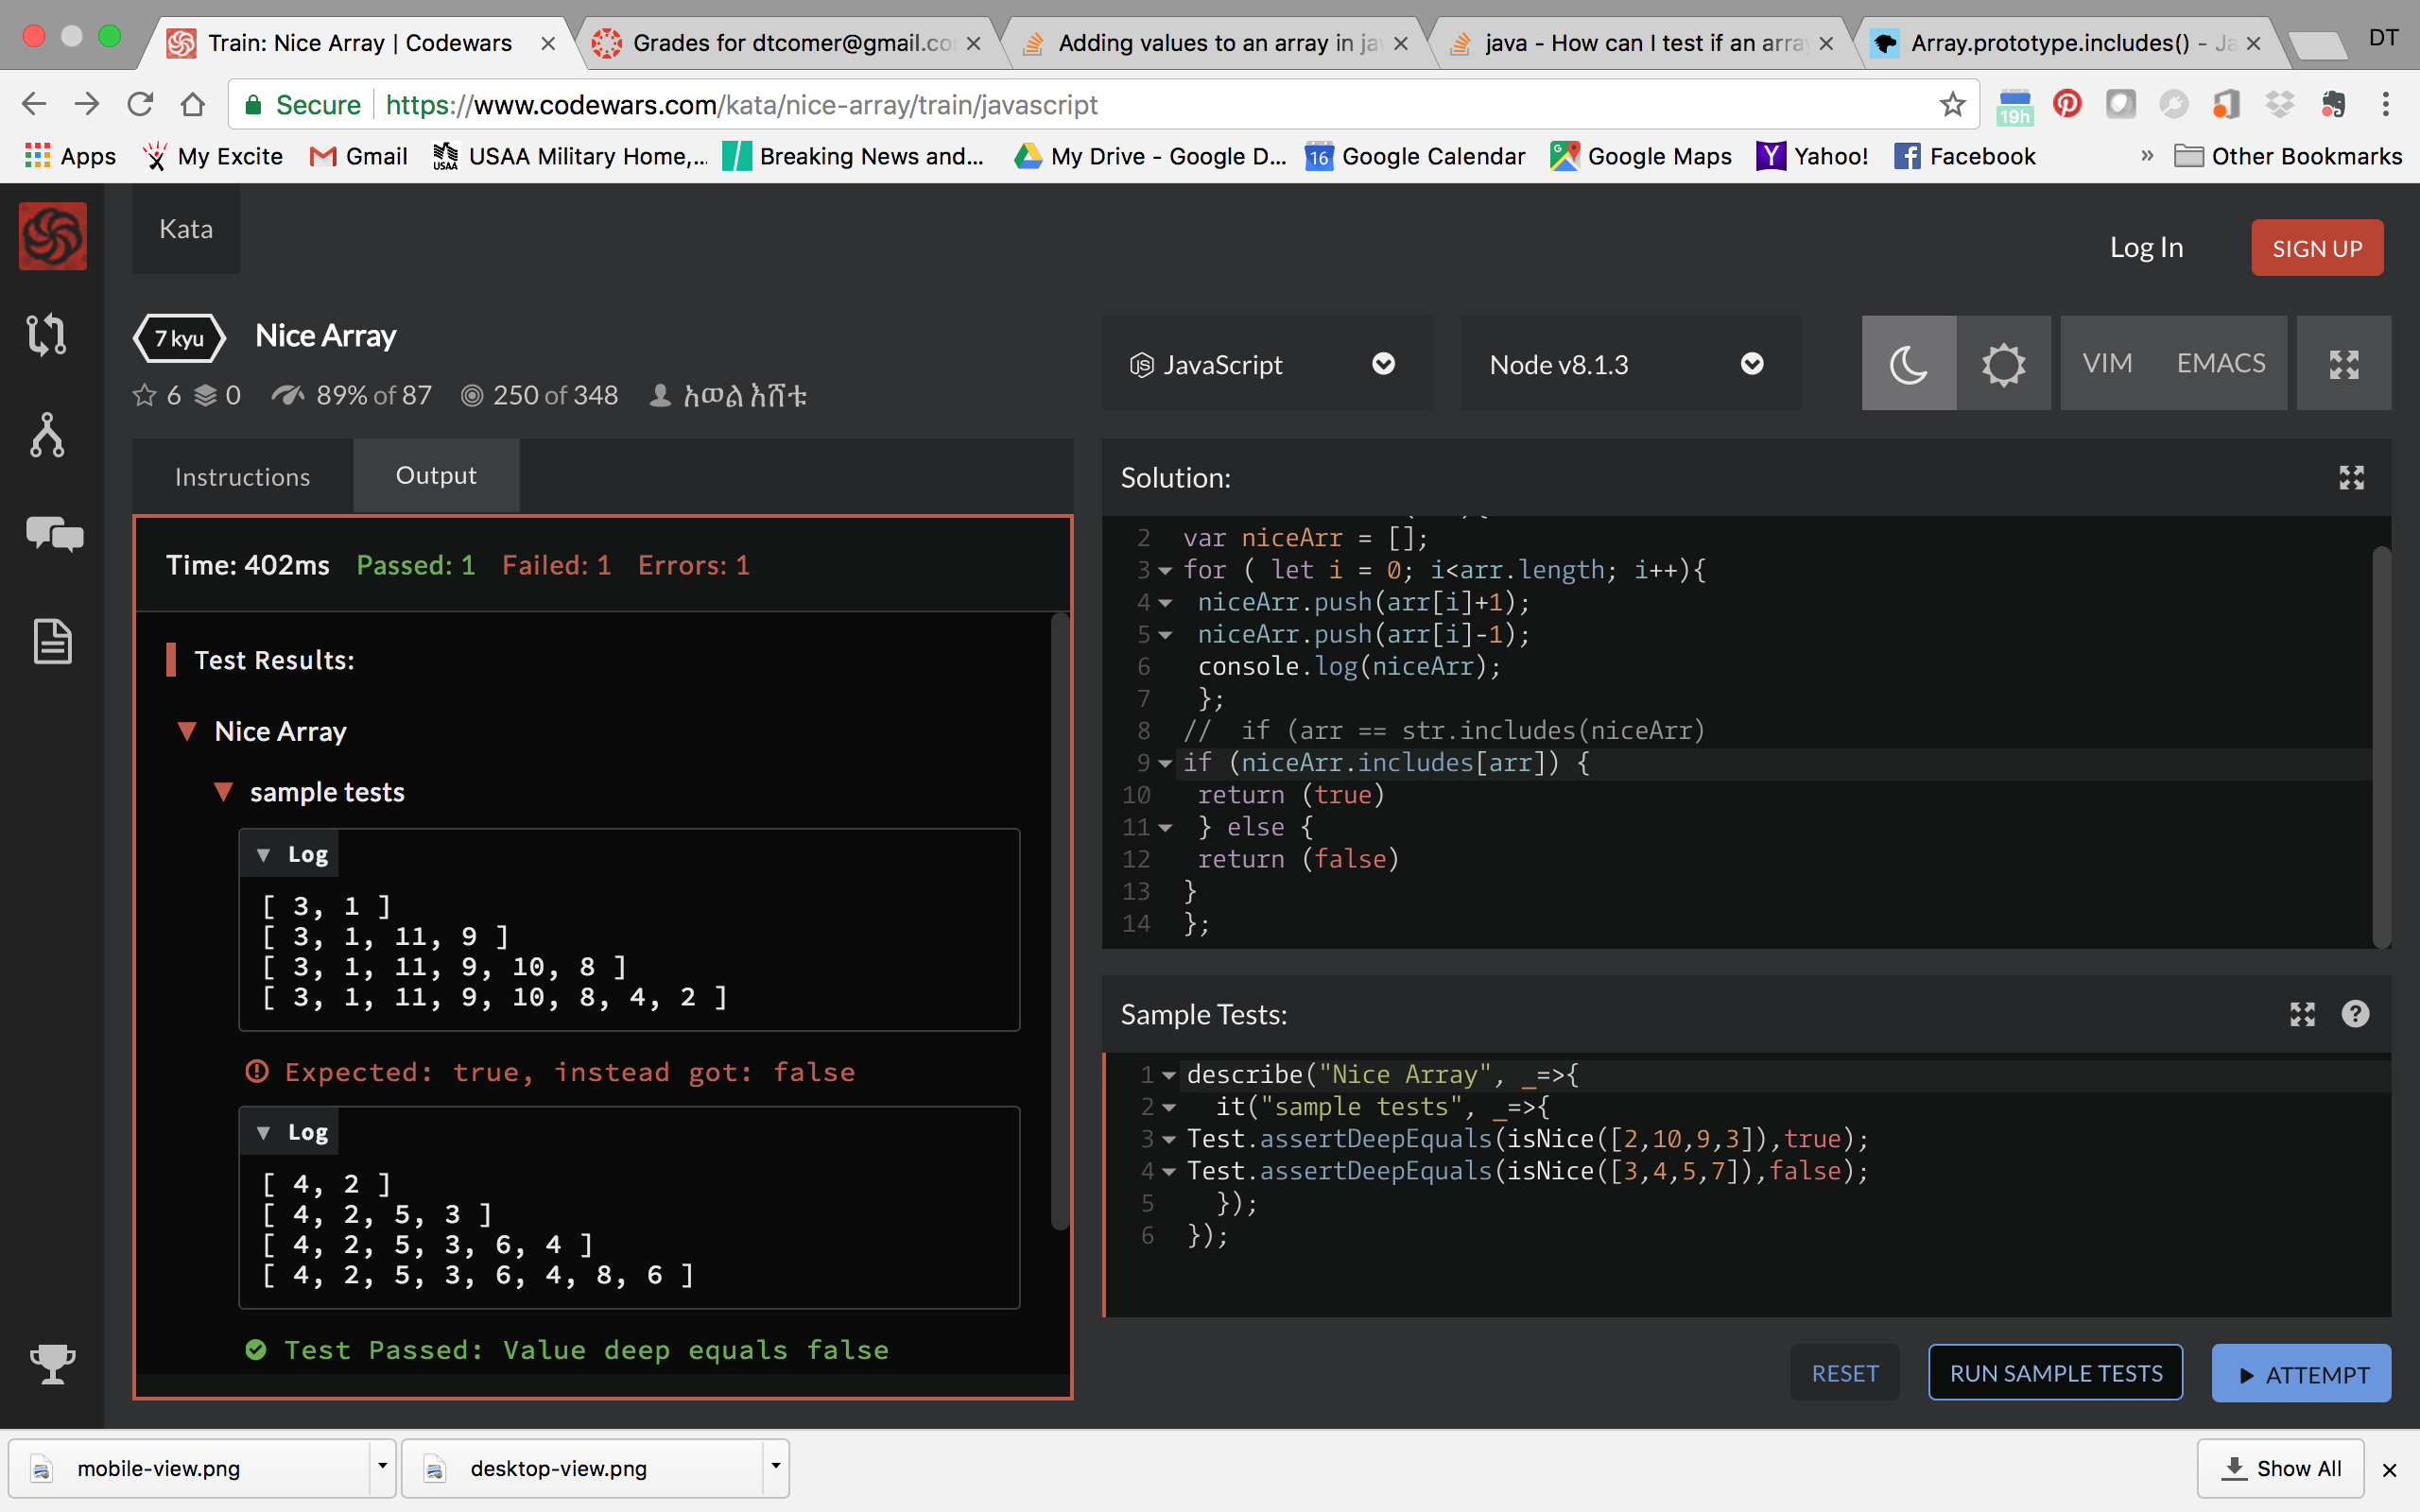 Train: Nice Array | Codewars
Grades for dtcomer@gmail.co
Adding values to an array in ja
java - How can I test if an array
Array.prototype.includes() - Ja
DT
Secure
https://www.codewars.com/kata/nice-array/train/javascript
19h
Apps
My Excite
Gmail
USAA
USAA Military Home,...
Breaking News and...
My Drive - Google D...
16
Google Calendar
Google Maps
Yahoo!
Facebook
»
Other Bookmarks
Kata
Log In
SIGN UP
7 kyu
Nice Array
JavaScript
Node v8.1.3
VIM
EMACS
6
0
89% of 87
250 of 348
አወል እሸቱ
Instructions
Output
Time: 402ms Passed: 1 Failed: 1 Errors: 1
Test Results:
Nice Array
sample tests
Log
[ 3, 1 ]
[ 3, 1, 11, 9 ]
[ 3, 1, 11, 9, 10, 8 ]
[ 3, 1, 11, 9, 10, 8, 4, 2 ]
Expected: true, instead got: false
Log
[ 4, 2 ]
[ 4, 2, 5, 3 ]
[ 4, 2, 5, 3, 6, 4 ]
[ 4, 2, 5, 3, 6, 4, 8, 6 ]
Test Passed: Value deep equals false
Solution:
2 var niceArr = [];
3 for ( let i = 0; i<arr.length; i++){
4 niceArr.push(arr[i]+1);
5 niceArr.push(arr[i]-1);
6 console.log(niceArr);
7 };
8 //  if (arr == str.includes(niceArr)
9 if (niceArr.includes[arr]) {
10 return (true)
11 } else {
12 return (false)
13 }
14 };
Sample Tests:
1 describe("Nice Array", _=>{
2 it("sample tests", _=>{
3 Test.assertDeepEquals(isNice([2,10,9,3]),true);
4 Test.assertDeepEquals(isNice([3,4,5,7]),false);
5 });
6 });
RESET
RUN SAMPLE TESTS
ATTEMPT
mobile-view.png
desktop-view.png
Show All